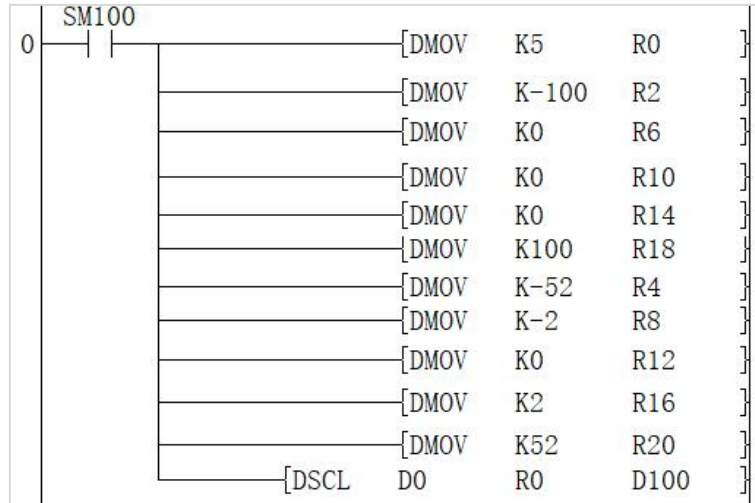 SM100
0 [DMOV K5 R0 ]
[DMOV K-100 R2 ]
[DMOV K0 R6 ]
[DMOV K0 R10 ]
[DMOV K0 R14 ]
[DMOV K100 R18 ]
[DMOV K-52 R4 ]
[DMOV K-2 R8 ]
[DMOV K0 R12 ]
[DMOV K2 R16 ]
[DMOV K52 R20 ]
[DSCL D0 R0 D100 ]